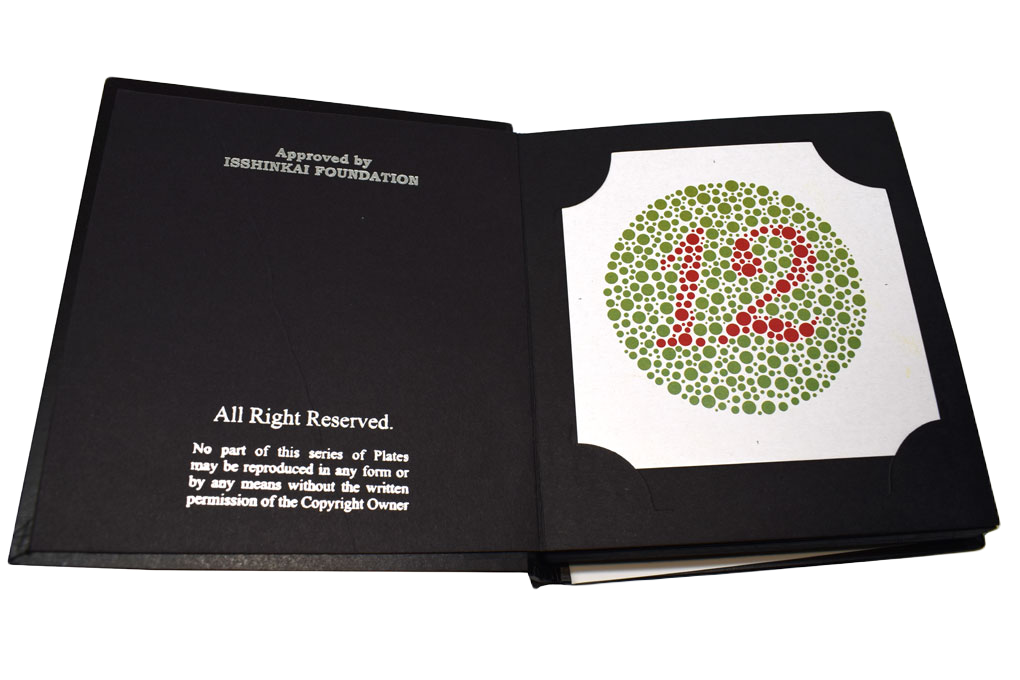 Approved by
ISSHINKAI FOUNDATION
All Right Reserved.
No part of this series of Plates
may be reproduced in any form or
by any means without the written
permission of the Copyright Owner
12